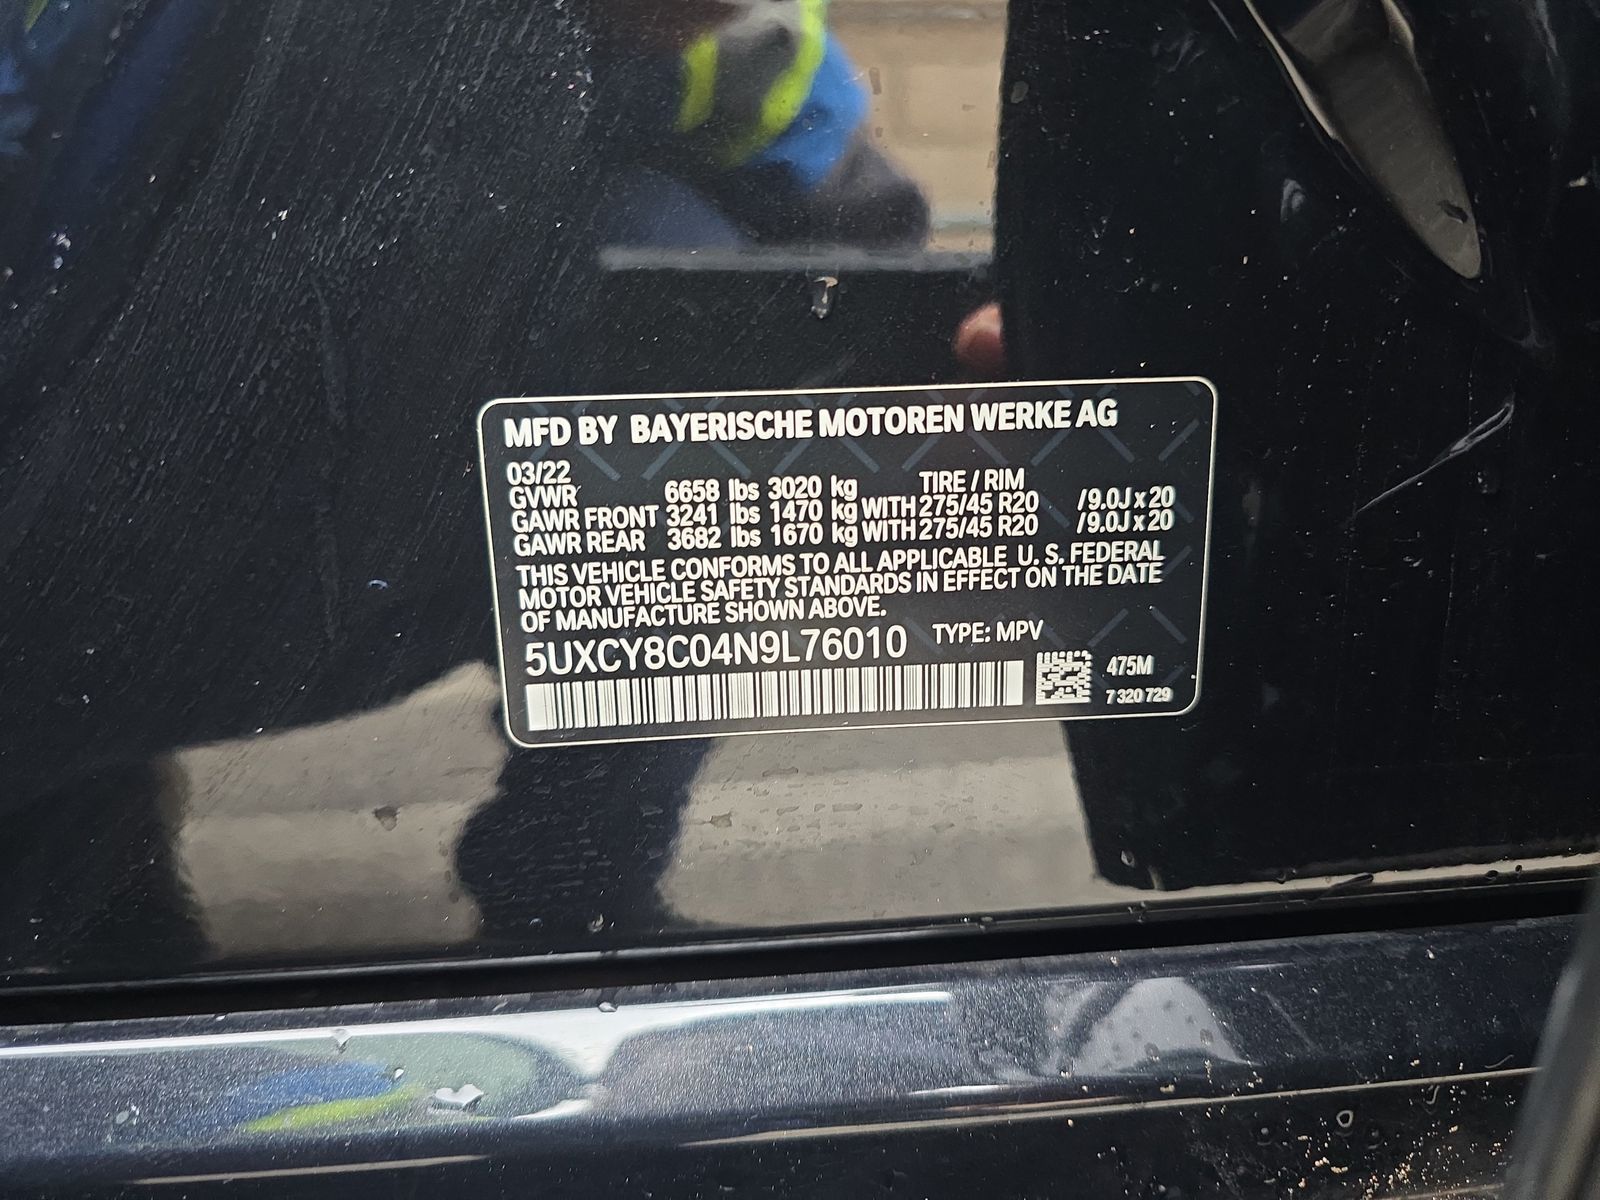 MFD BY BAYERISCHE MOTOREN WERKE AG
03/22 TIRE / RIM
GVWR 6658 lbs 3020 kg
GAWR FRONT 3241 lbs 1470 kg WITH 275/45 R20 /9.0J x 20
GAWR REAR 3682 lbs 1670 kg WITH 275/45 R20 /9.0J x 20
THIS VEHICLE CONFORMS TO ALL APPLICABLE U. S. FEDERAL
MOTOR VEHICLE SAFETY STANDARDS IN EFFECT ON THE DATE
OF MANUFACTURE SHOWN ABOVE.
5UXCY8C04N9L76010 TYPE: MPV
475M
7 320 729